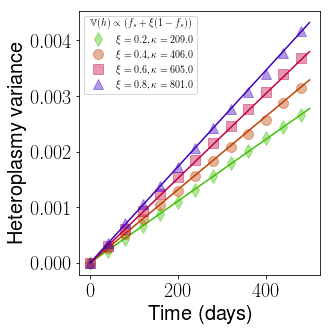 𝕍(h) ∝ (f_s + ξ(1 − f_s))
ξ = 0.2, κ = 209.0
ξ = 0.4, κ = 406.0
ξ = 0.6, κ = 605.0
ξ = 0.8, κ = 801.0
Heteroplasmy variance
0.004
0.003
0.002
0.001
0.000
0 200 400
Time (days)